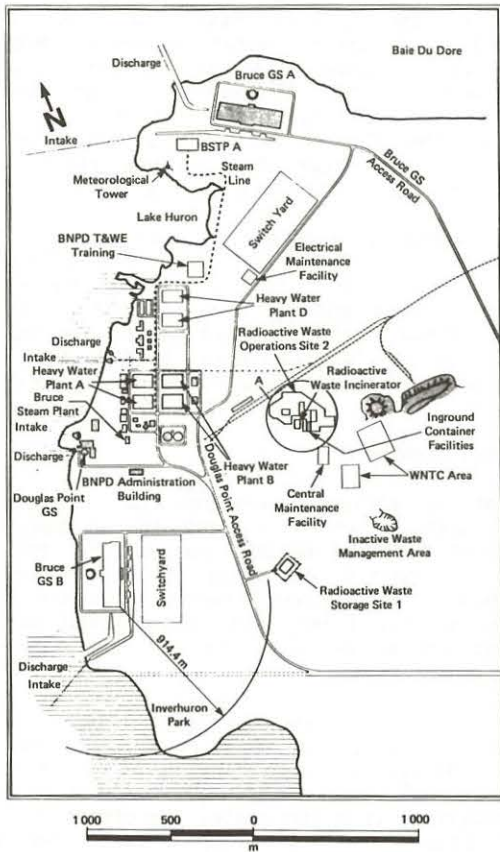 Baie Du Dore
Discharge
Bruce GS A
N
Intake
BSTP A
Bruce GS
Access Road
Steam
Line
Meteorological
Tower
Switch Yard
Lake Huron
BNPD T&WE
Training
Electrical
Maintenance
Facility
Heavy Water
Plant D
Radioactive Waste
Operations Site 2
Discharge
Intake
Radioactive
Waste Incinerator
Heavy Water
Plant A
A
Bruce
Steam Plant
Inground
Container
Facilities
Intake
Discharge
Heavy Water
Plant B
WNTC Area
Douglas
Point
GS
BNPD Administration
Building
Central
Maintenance
Facility
Douglas Point Access Road
Inactive Waste
Management Area
Bruce
GS B
Switchyard
Radioactive Waste
Storage Site 1
914.4 m
Discharge
Intake
Inverhuron
Park
1 000 500 0 1 000
m